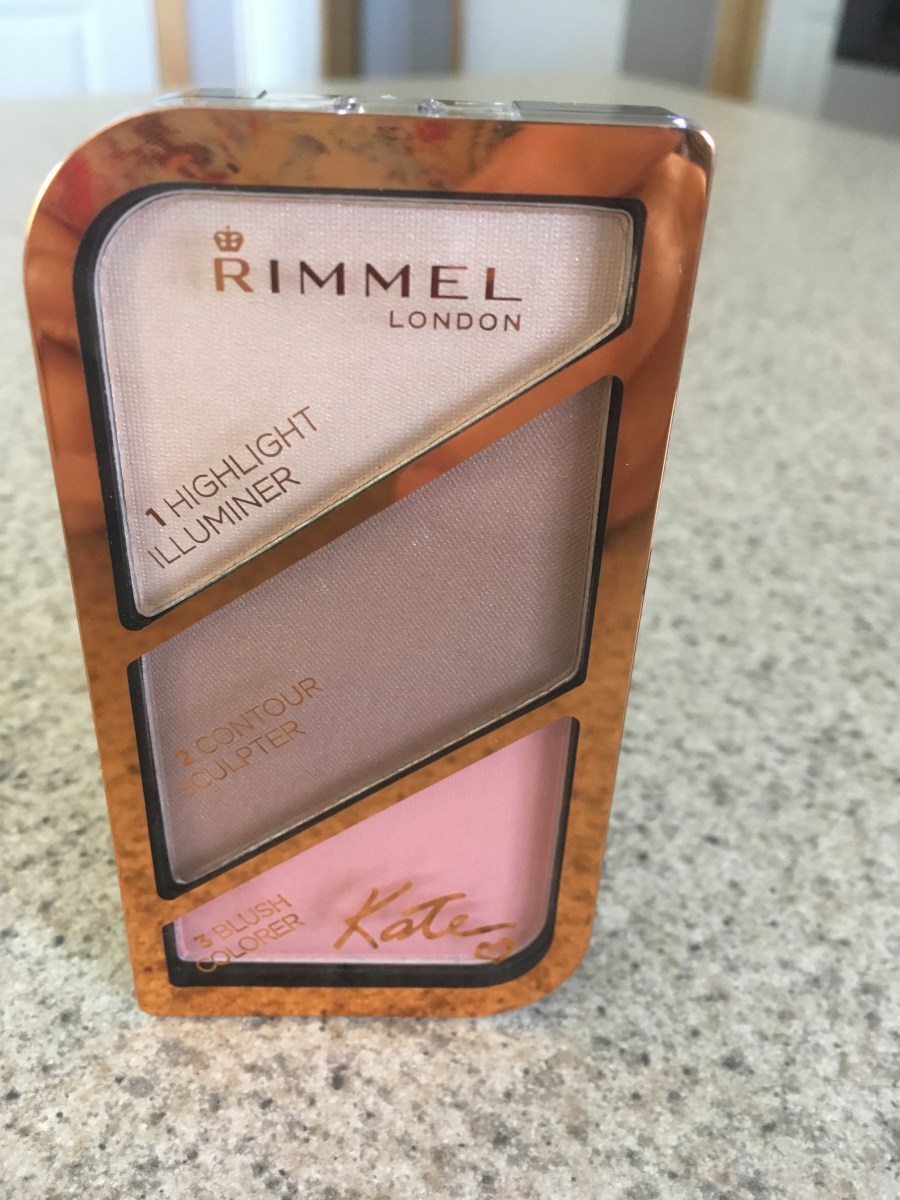 RIMMEL
LONDON
1 HIGHLIGHT
ILLUMINER
2 CONTOUR
SCULPTER
3 BLUSH
COLORER
Kate